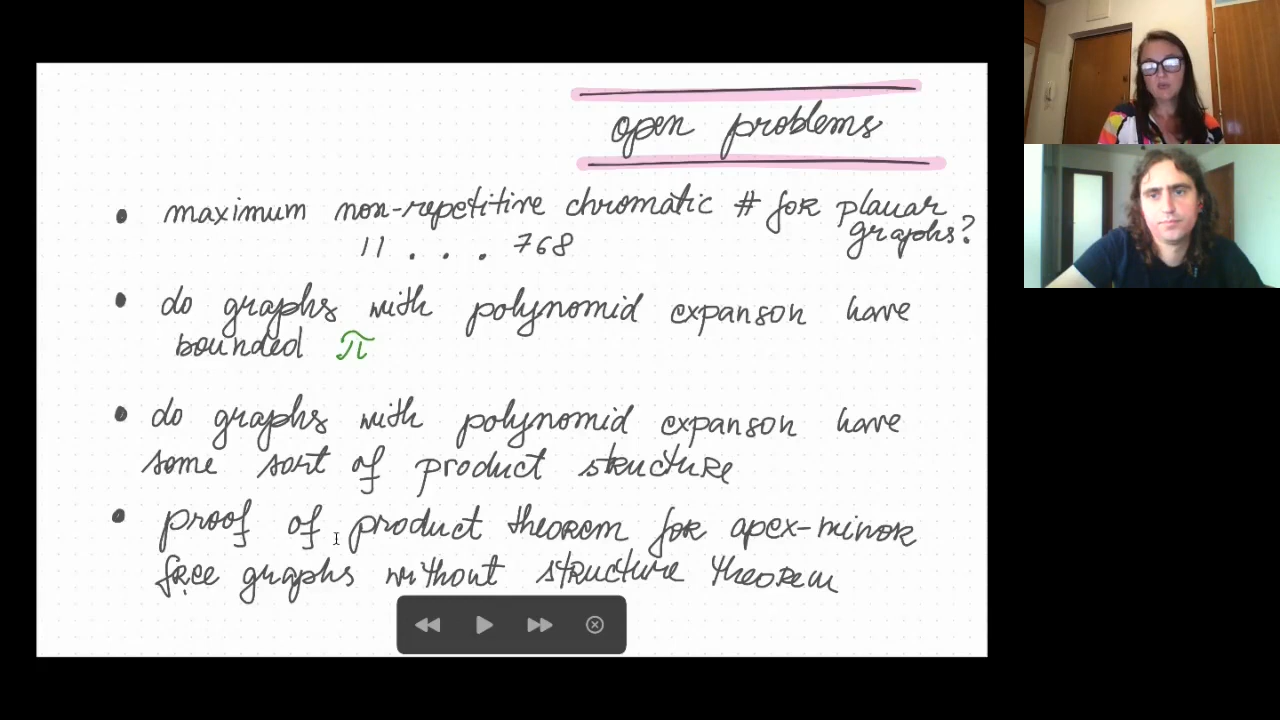 open problems
• maximum non-repetitive chromatic # for planar
graphs?
11 . . . 768
• do graphs with polynomid expanson have
bounded π
• do graphs with polynomid expanson have
some sort of product structure
• proof of product theorem for apex-minor
free graphs without structure theorem